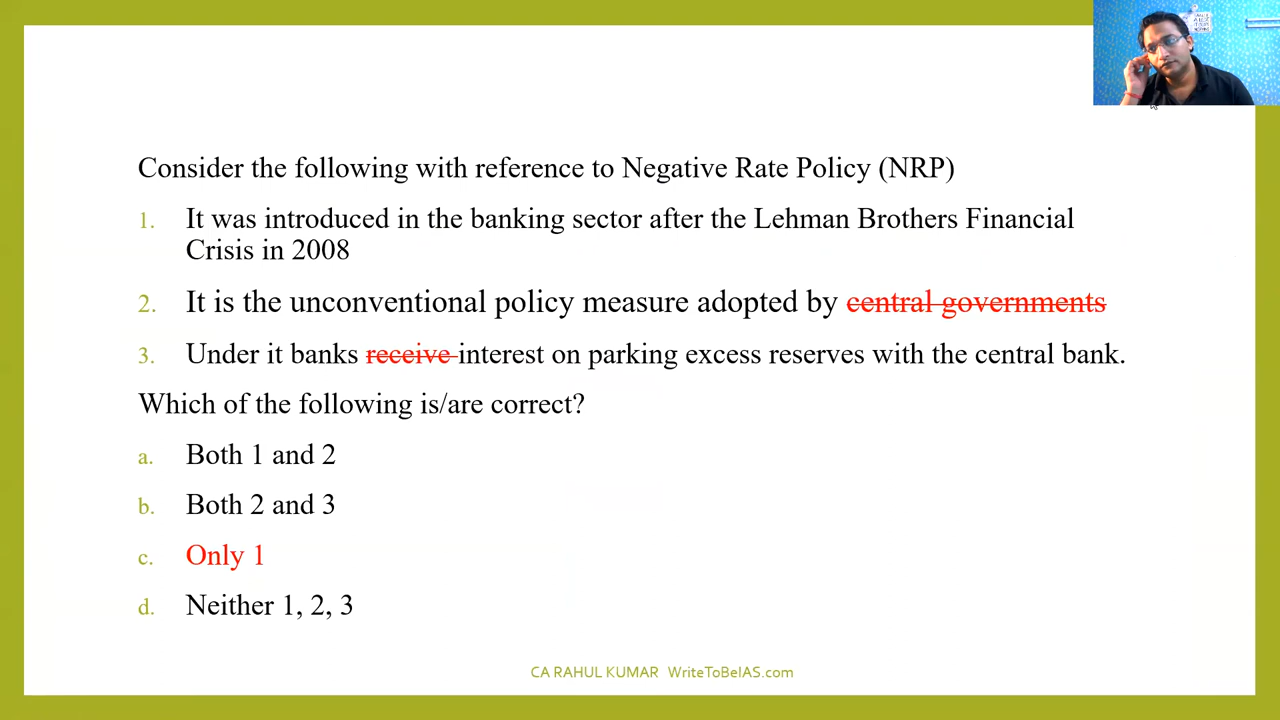 Consider the following with reference to Negative Rate Policy (NRP)
1. It was introduced in the banking sector after the Lehman Brothers Financial
Crisis in 2008
2. It is the unconventional policy measure adopted by central governments
3. Under it banks receive interest on parking excess reserves with the central bank.
Which of the following is/are correct?
a. Both 1 and 2
b. Both 2 and 3
c. Only 1
d. Neither 1, 2, 3
CA RAHUL KUMAR WriteToBeIAS.com